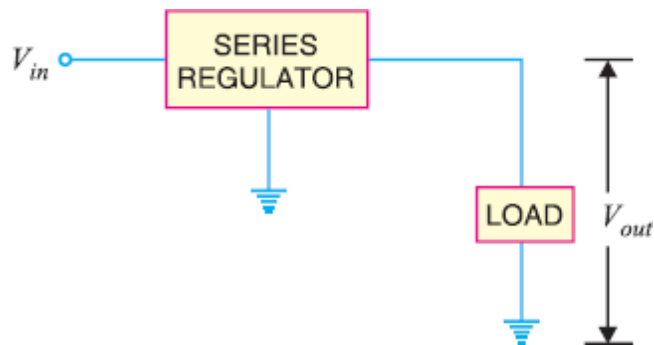 V_in
SERIES
REGULATOR
LOAD
V_out